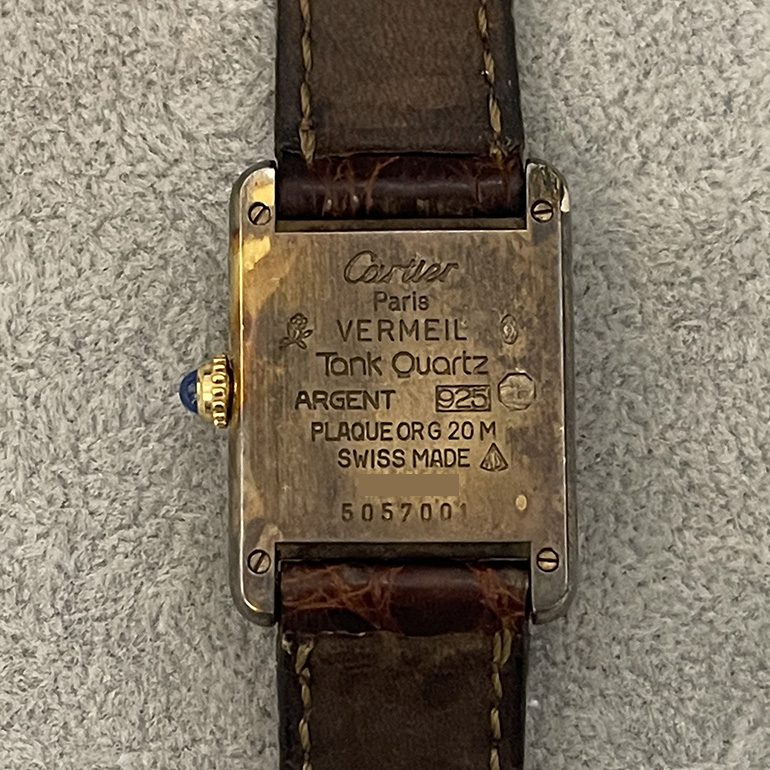 Cartier
Paris
VERMEIL
Tank Quartz
ARGENT 925
PLAQUE OR G 20 M
SWISS MADE
5057001